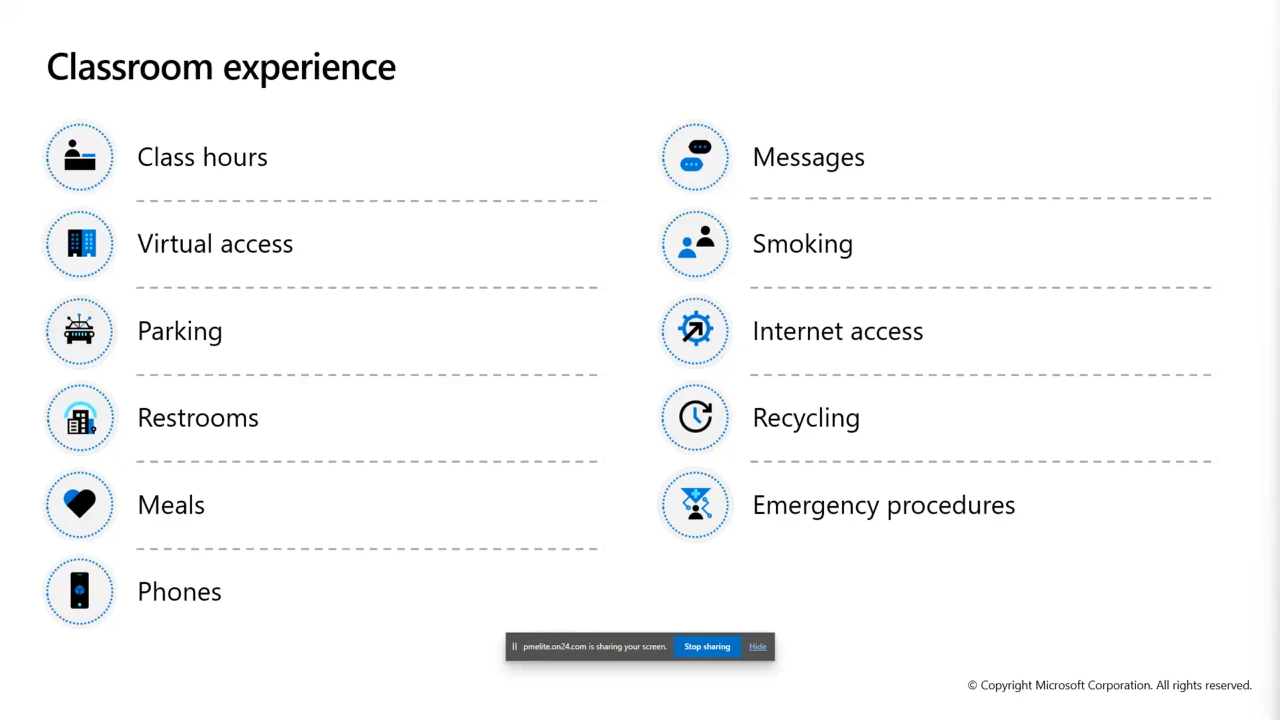 Classroom experience
Class hours
Virtual access
Parking
Restrooms
Meals
Phones
Messages
Smoking
Internet access
Recycling
Emergency procedures
pmelite.on24.com is sharing your screen. Stop sharing Hide
© Copyright Microsoft Corporation. All rights reserved.